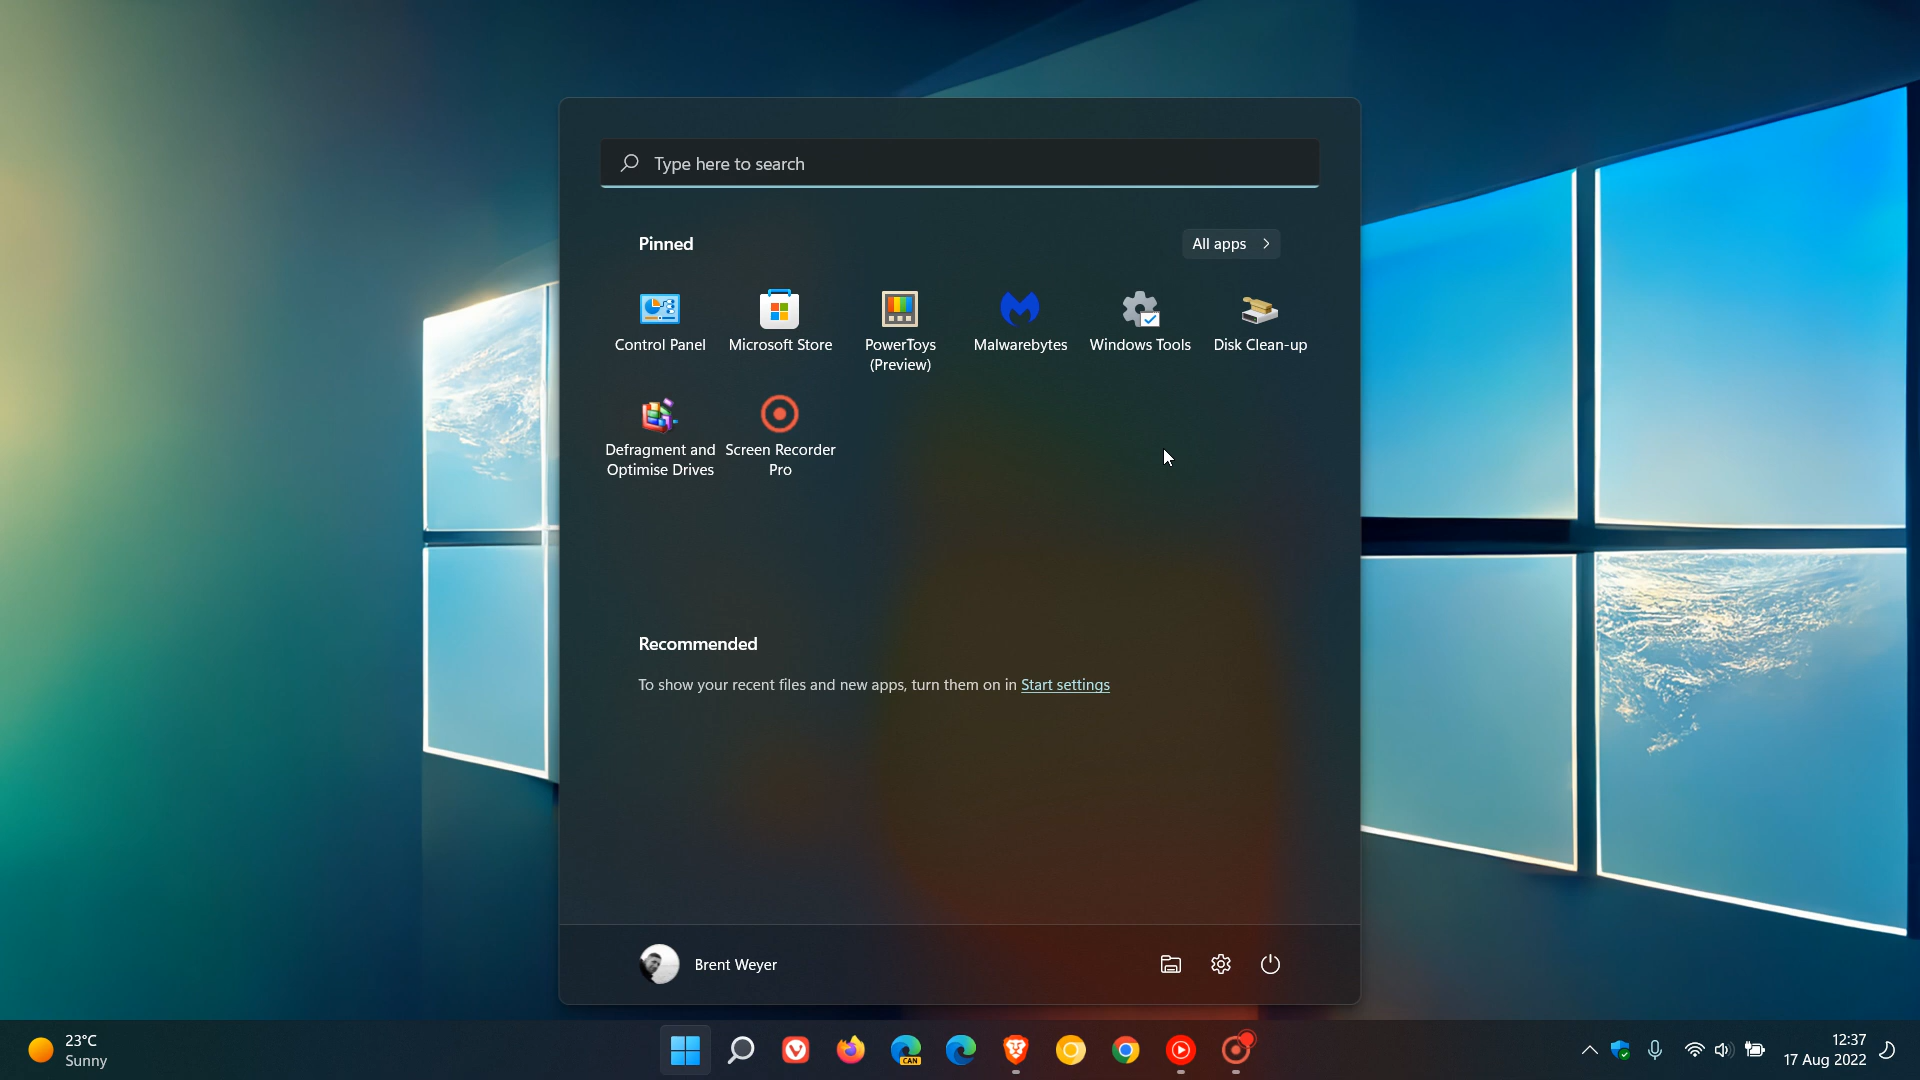 Type here to search
Pinned
All apps
Control Panel
Microsoft Store
PowerToys
(Preview)
Malwarebytes
Windows Tools
Disk Clean-up
Defragment and
Optimise Drives
Screen Recorder
Pro
Recommended
To show your recent files and new apps, turn them on in Start settings
Brent Weyer
23°C
Sunny
CAN
12:37
17 Aug 2022